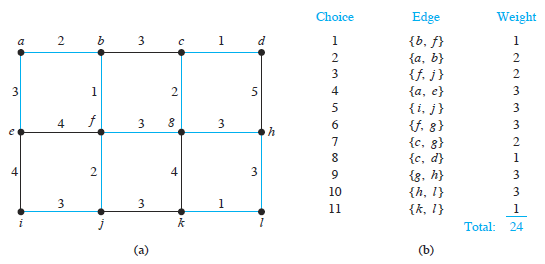 Choice Edge Weight
a 2 b 3 c 1 d
3 1 2 5
e 4 f 3 g 3 h
4 2 4 3
i 3 j 3 k 1 l
(a)
1 {b, f} 1
2 {a, b} 2
3 {f, j} 2
4 {a, e} 3
5 {i, j} 3
6 {f, g} 3
7 {c, g} 2
8 {c, d} 1
9 {g, h} 3
10 {h, l} 3
11 {k, l} 1
Total: 24
(b)